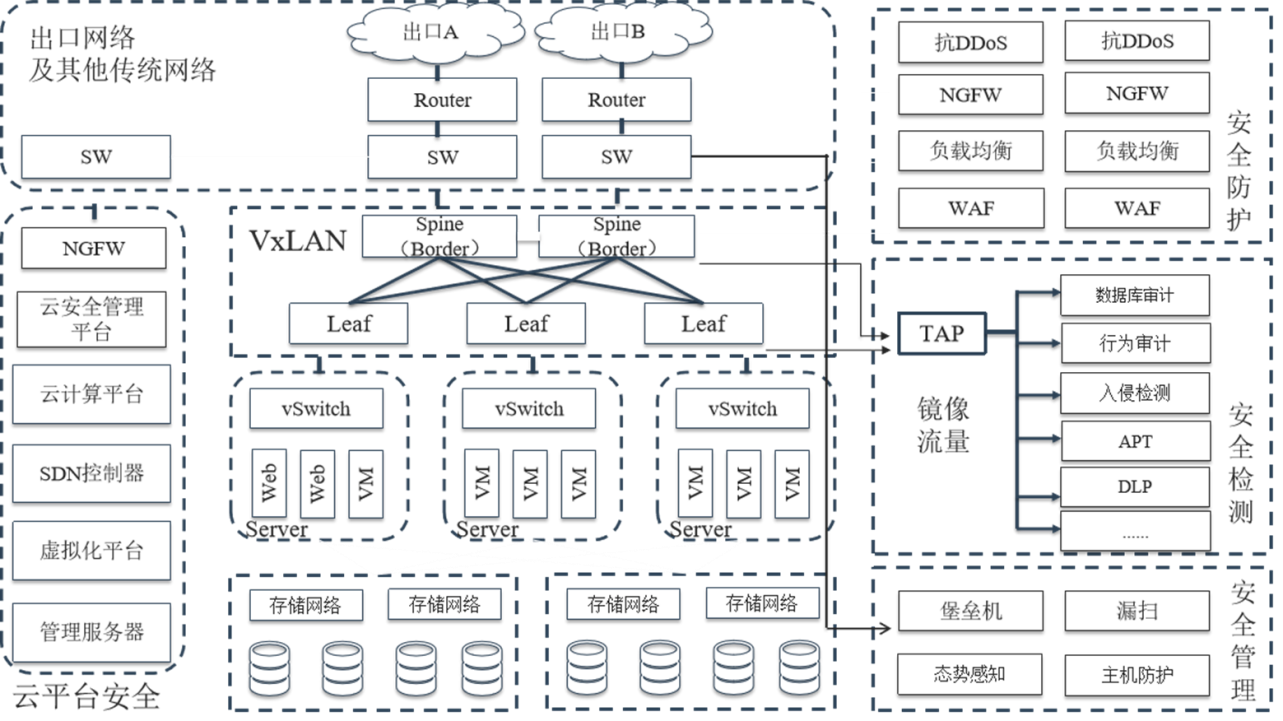 出口网络
及其他传统网络
出口A
出口B
Router
Router
SW
SW
SW
NGFW
云安全管理
平台
云计算平台
SDN控制器
虚拟化平台
管理服务器
云平台安全
VxLAN
Spine
（Border）
Spine
（Border）
Leaf
Leaf
Leaf
vSwitch
Web
Web
VM
Server
vSwitch
VM
VM
VM
Server
vSwitch
VM
VM
VM
Server
存储网络
存储网络
存储网络
存储网络
抗DDoS
抗DDoS
NGFW
NGFW
负载均衡
负载均衡
WAF
WAF
安全防护
TAP
镜像
流量
数据库审计
行为审计
入侵检测
APT
DLP
......
安全检测
堡垒机
漏扫
态势感知
主机防护
安全管理